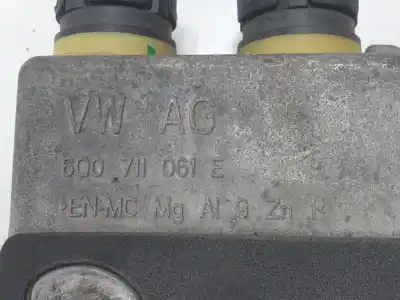 VW AG
6Q0 711 061 E
>EN-MC Mg Al 9 Zn 1<